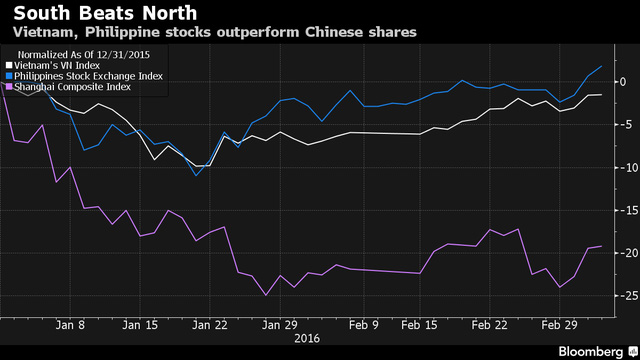 South Beats North
Vietnam, Philippine stocks outperform Chinese shares
Normalized As Of 12/31/2015
Vietnam's VN Index
Philippines Stock Exchange Index
Shanghai Composite Index
0
-5
-10
-15
-20
-25
Jan 8 Jan 15 Jan 22 Jan 29 Feb 9 Feb 15 Feb 22 Feb 29
2016
Bloomberg